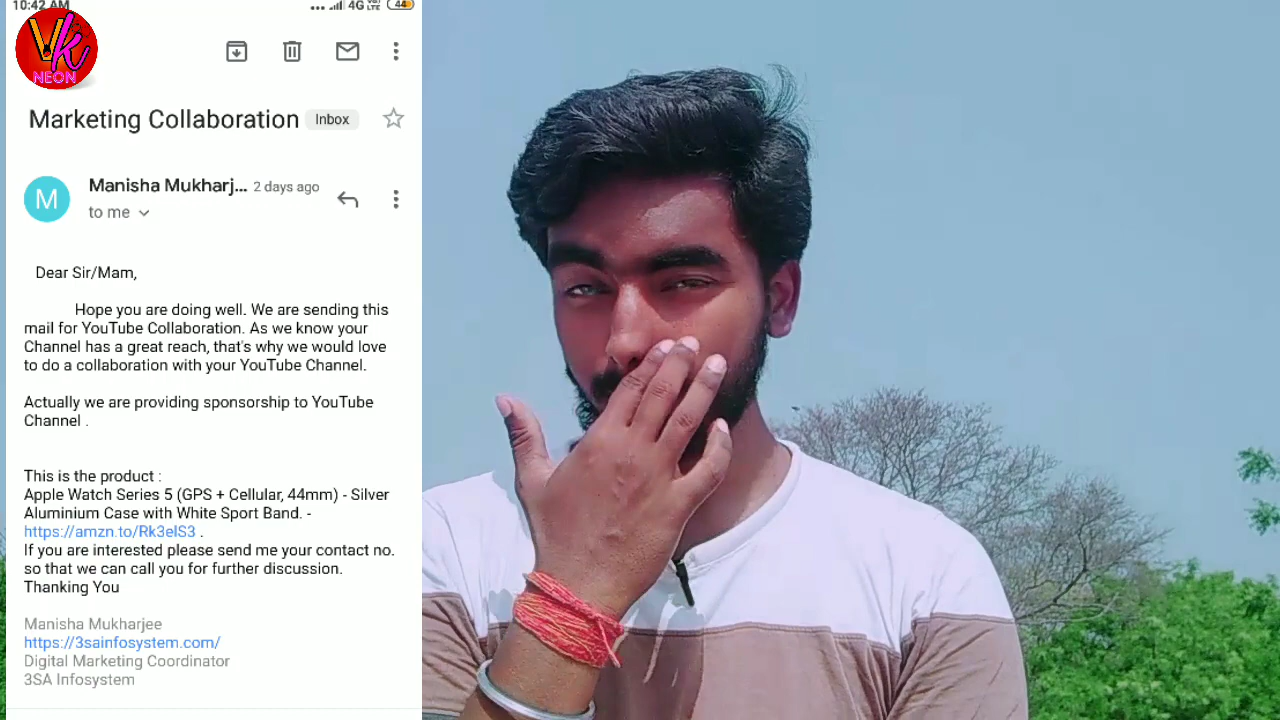 10:42 AM
4G VoLTE 44
VK
NEON
Marketing Collaboration Inbox
M
Manisha Mukharj... 2 days ago
to me
Dear Sir/Mam,
Hope you are doing well. We are sending this
mail for YouTube Collaboration. As we know your
Channel has a great reach, that's why we would love
to do a collaboration with your YouTube Channel.
Actually we are providing sponsorship to YouTube
Channel .
This is the product :
Apple Watch Series 5 (GPS + Cellular, 44mm) - Silver
Aluminium Case with White Sport Band. -
https://amzn.to/Rk3elS3 .
If you are interested please send me your contact no.
so that we can call you for further discussion.
Thanking You
Manisha Mukharjee
https://3sainfosystem.com/
Digital Marketing Coordinator
3SA Infosystem